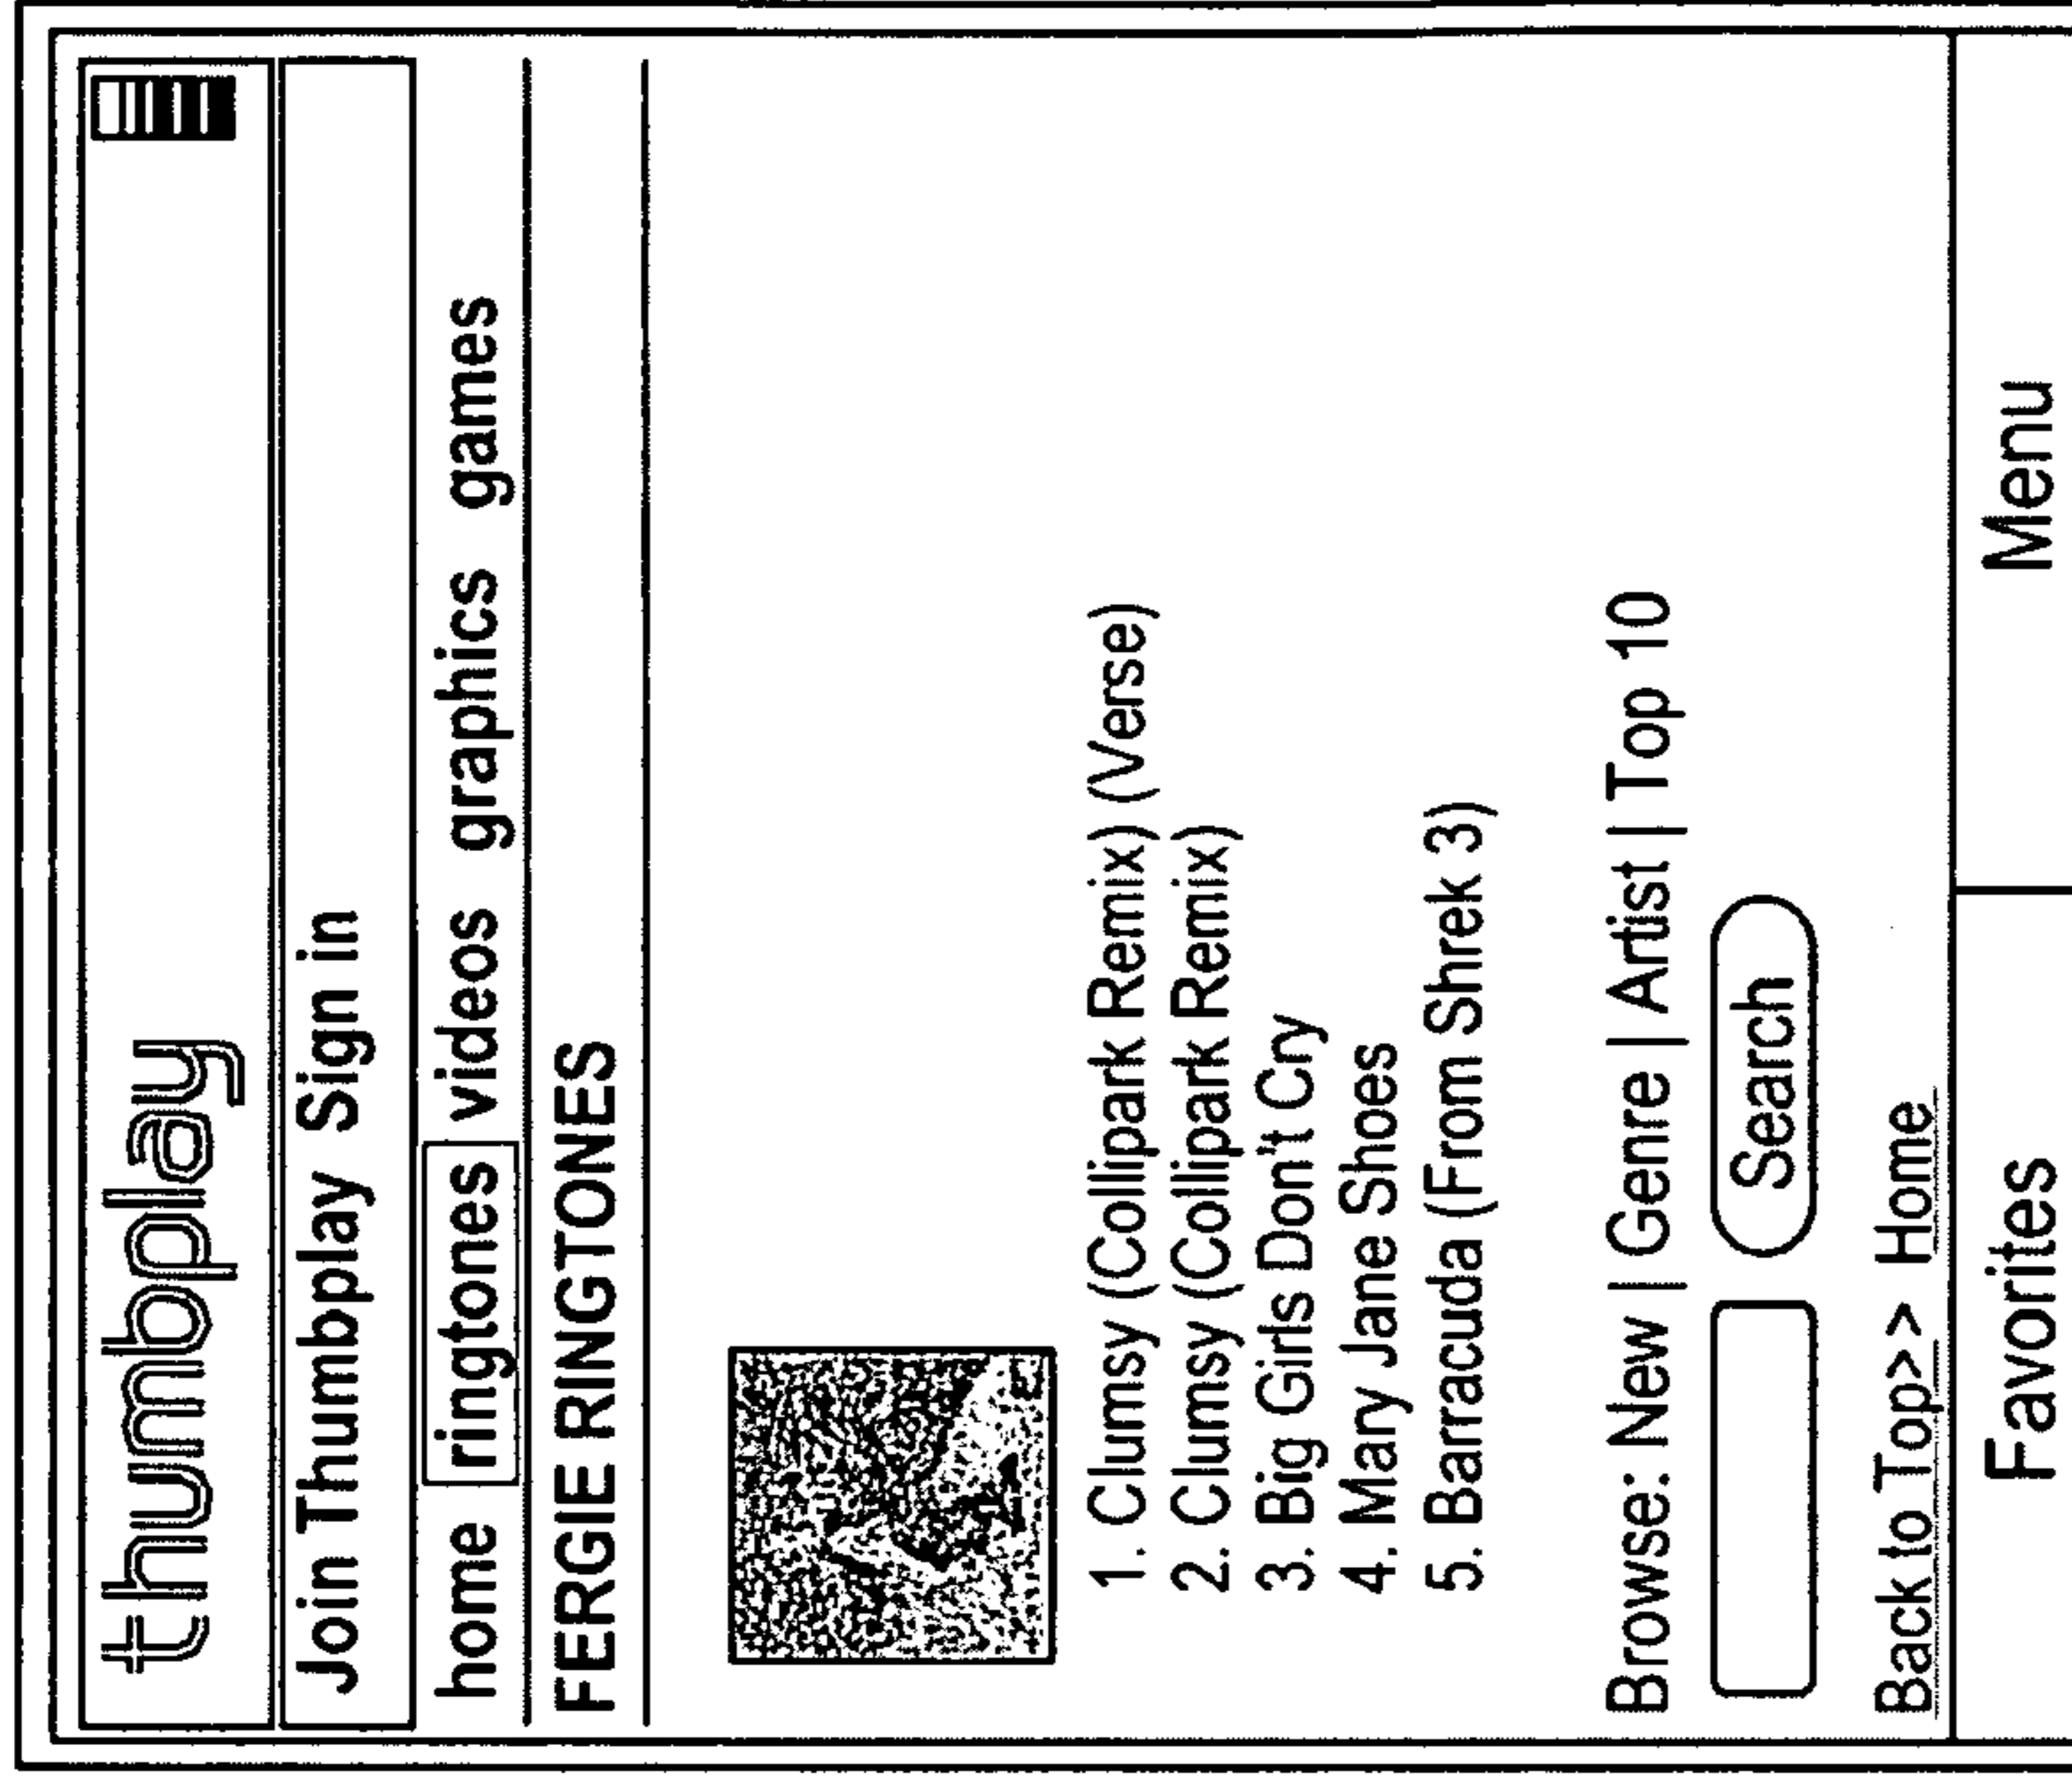 thumbplay
Join Thumbplay Sign in
home ringtones videos graphics games
FERGIE RINGTONES
1. Clumsy (Collipark Remix) (Verse)
2. Clumsy (Collipark Remix)
3. Big Girls Don't Cry
4. Mary Jane Shoes
5. Barracuda (From Shrek 3)
Browse: New | Genre | Artist | Top 10
Search
Back to Top>> Home
Favorites Menu